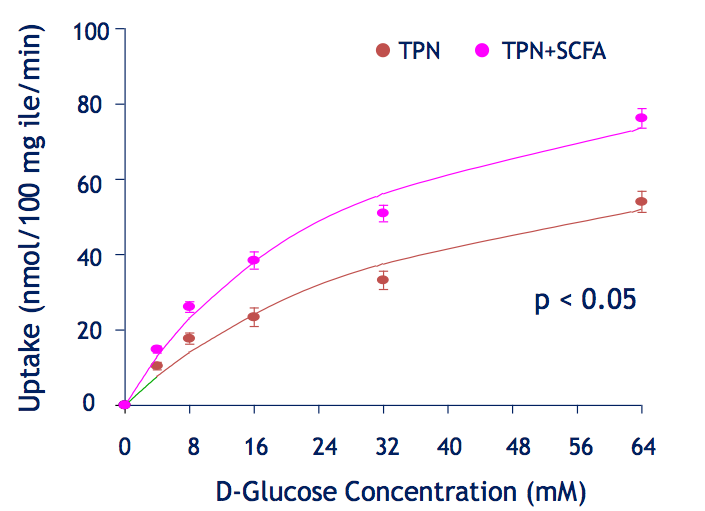 100
80
60
40
20
0
Uptake (nmol/100 mg ile/min)
TPN
TPN+SCFA
p < 0.05
0 8 16 24 32 40 48 56 64
D-Glucose Concentration (mM)